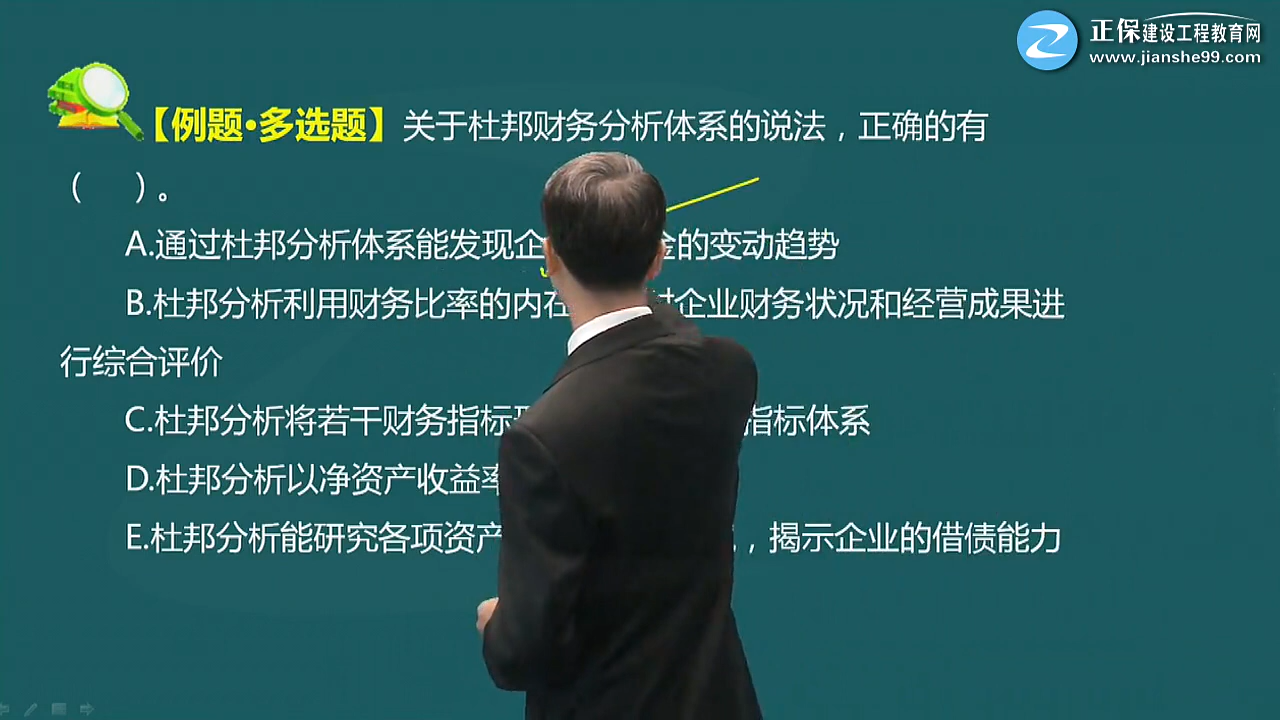 正保建设工程教育网
www.jianshe99.com
【例题·多选题】关于杜邦财务分析体系的说法，正确的有
（ ）。
A.通过杜邦分析体系能发现企 金的变动趋势
B.杜邦分析利用财务比率的内在 企业财务状况和经营成果进
行综合评价
C.杜邦分析将若干财务指标 指标体系
D.杜邦分析以净资产收益率
E.杜邦分析能研究各项资产 ，揭示企业的借债能力